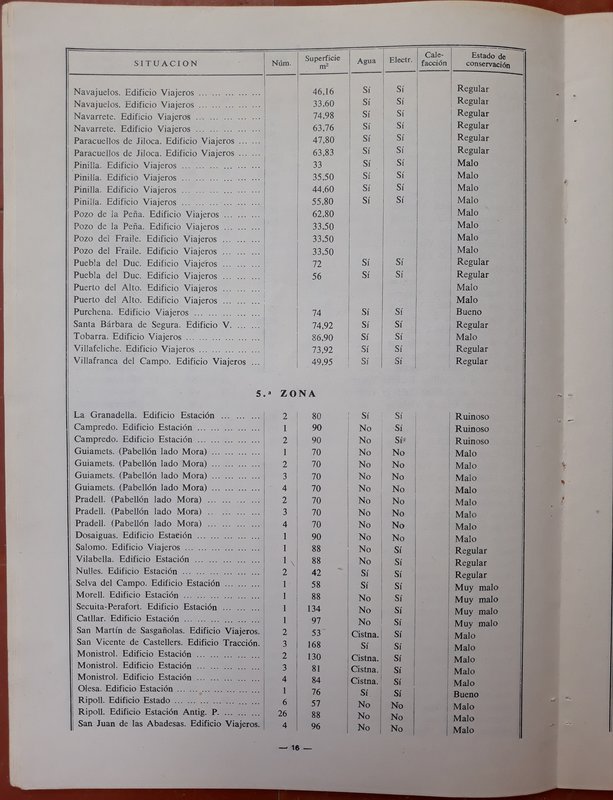 SITUACION Núm. Superficie m² Agua Electr. Cale-facción Estado de conservación
Navajuelos. Edificio Viajeros ... ... ... ... ... 46,16 Sí Sí Regular
Navajuelos. Edificio Viajeros ... ... ... ... ... 33,60 Sí Sí Regular
Navarrete. Edificio Viajeros ... ... ... ... ... 74,98 Sí Sí Regular
Navarrete. Edificio Viajeros ... ... ... ... ... 63,76 Sí Sí Regular
Paracuellos de Jiloca. Edificio Viajeros ... ... 47,80 Sí Sí Regular
Paracuellos de Jiloca. Edificio Viajeros ... ... 63,83 Sí Sí Regular
Pinilla. Edificio Viajeros ... ... ... ... ... ... 33 Sí Sí Malo
Pinilla. Edificio Viajeros ... ... ... ... ... ... 35,50 Sí Sí Malo
Pinilla. Edificio Viajeros ... ... ... ... ... ... 44,60 Sí Sí Malo
Pinilla. Edificio Viajeros ... ... ... ... ... ... 55,80 Sí Sí Malo
Pozo de la Peña. Edificio Viajeros ... ... ... 62,80 Malo
Pozo de la Peña. Edificio Viajeros ... ... ... 33,50 Malo
Pozo del Fraile. Edificio Viajeros ... ... ... 33,50 Malo
Pozo del Fraile. Edificio Viajeros ... ... ... 33,50 Malo
Puebla del Duc. Edificio Viajeros ... ... ... 72 Sí Sí Regular
Puebla del Duc. Edificio Viajeros ... ... ... 56 Sí Sí Regular
Puerto del Alto. Edificio Viajeros ... ... ... Malo
Puerto del Alto. Edificio Viajeros ... ... ... Malo
Purchena. Edificio Viajeros ... ... ... ... ... 74 Sí Sí Bueno
Santa Bárbara de Segura. Edificio V. ... ... 74,92 Sí Sí Regular
Tobarra. Edificio Viajeros ... ... ... ... ... ... 86,90 Sí Sí Malo
Villafeliche. Edificio Viajeros ... ... ... ... ... 73,92 Sí Sí Regular
Villafranca del Campo. Edificio Viajeros ... 49,95 Sí Sí Regular
5.ª ZONA
La Granadella. Edificio Estación ... ... ... ... 2 80 Sí Sí Ruinoso
Campredo. Edificio Estación ... ... ... ... ... 1 90 No Sí Ruinoso
Campredo. Edificio Estación ... ... ... ... ... 2 90 No Sí Ruinoso
Guiamets. (Pabellón lado Mora) ... ... ... ... 1 70 No No Malo
Guiamets. (Pabellón lado Mora) ... ... ... ... 2 70 No No Malo
Guiamets. (Pabellón lado Mora) ... ... ... ... 3 70 No No Malo
Guiamets. (Pabellón lado Mora) ... ... ... ... 4 70 No No Malo
Pradell. (Pabellón lado Mora) ... ... ... ... 2 70 No No Malo
Pradell. (Pabellón lado Mora) ... ... ... ... 3 70 No No Malo
Pradell. (Pabellón lado Mora) ... ... ... ... 4 70 No No Malo
Dosaiguas. Edificio Estación ... ... ... ... ... 1 90 No No Malo
Salomo. Edificio Viajeros ... ... ... ... ... ... 1 88 No Sí Regular
Vilabella. Edificio Estación ... ... ... ... ... 1 88 No No Regular
Nulles. Edificio Estación ... ... ... ... ... ... 2 42 Sí Sí Regular
Selva del Campo. Edificio Estación ... ... ... 1 58 Sí Sí Muy malo
Morell. Edificio Estación ... ... ... ... ... ... 1 88 No Sí Muy malo
Secuita-Perafort. Edificio Estación ... ... ... 1 134 No Sí Muy malo
Catllar. Edificio Estación ... ... ... ... ... ... 1 97 No Sí Muy malo
San Martín de Sasgañolas. Edificio Viajeros. 2 53 Cistna. Sí Malo
San Vicente de Castellers. Edificio Tracción. 3 168 Sí Sí Malo
Monistrol. Edificio Estación ... ... ... ... ... 2 130 Cistna. Sí Malo
Monistrol. Edificio Estación ... ... ... ... ... 3 81 Cistna. Sí Malo
Monistrol. Edificio Estación ... ... ... ... ... 4 84 Cistna. Sí Malo
Olesa. Edificio Estación ... ... ... ... ... ... 1 76 Sí Sí Bueno
Ripoll. Edificio Estado ... ... ... ... ... ... 6 57 No No Malo
Ripoll. Edificio Estación Antig. P. ... ... ... 26 88 No No Malo
San Juan de las Abadesas. Edificio Viajeros. 4 96 No No Malo
— 16 —